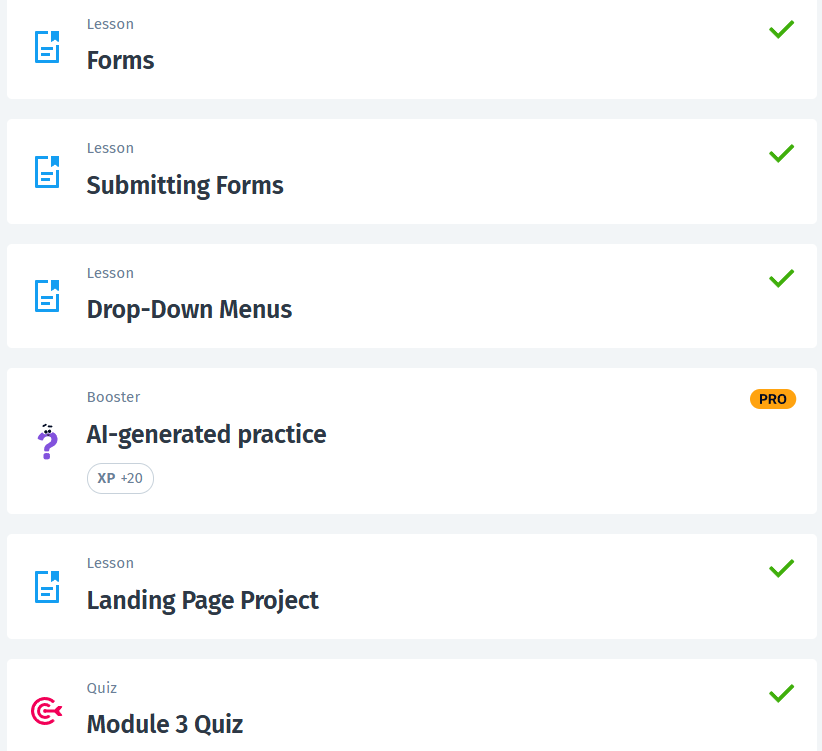 Lesson
Forms
Lesson
Submitting Forms
Lesson
Drop-Down Menus
Booster
PRO
AI-generated practice
XP +20
Lesson
Landing Page Project
Quiz
Module 3 Quiz